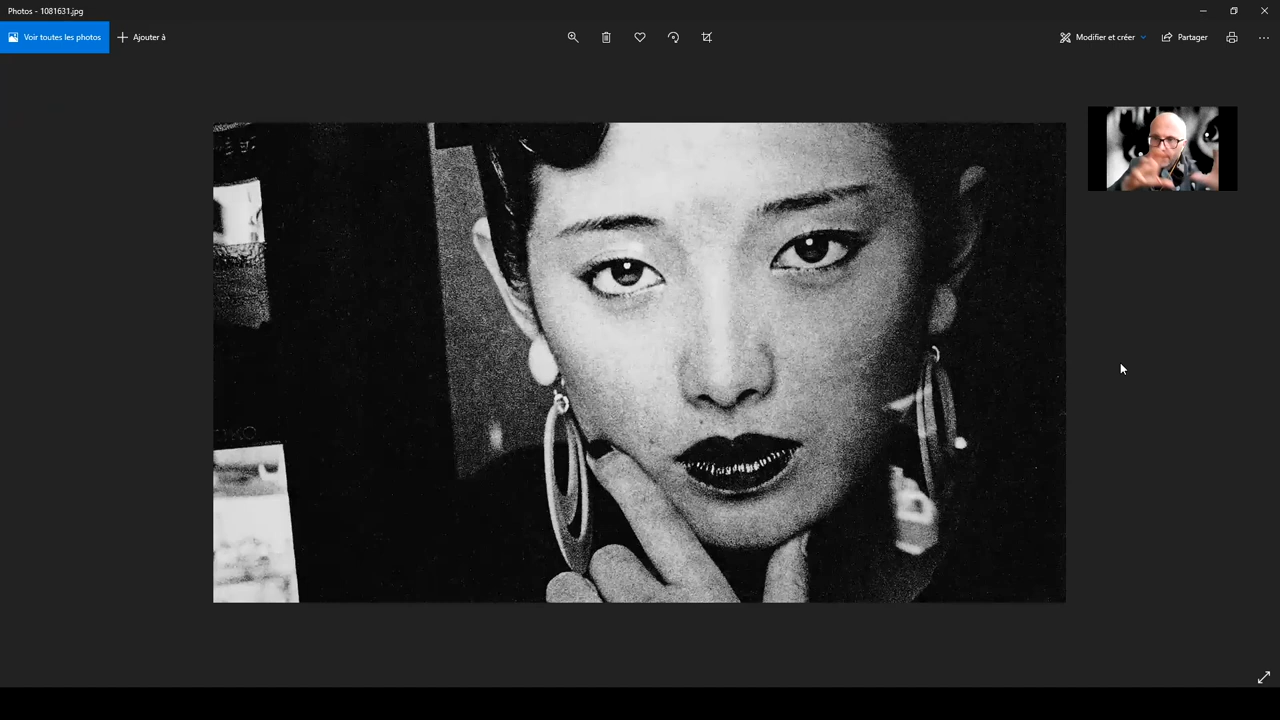 Photos - 1081631.jpg
Voir toutes les photos
Ajouter à
Modifier et créer
Partager